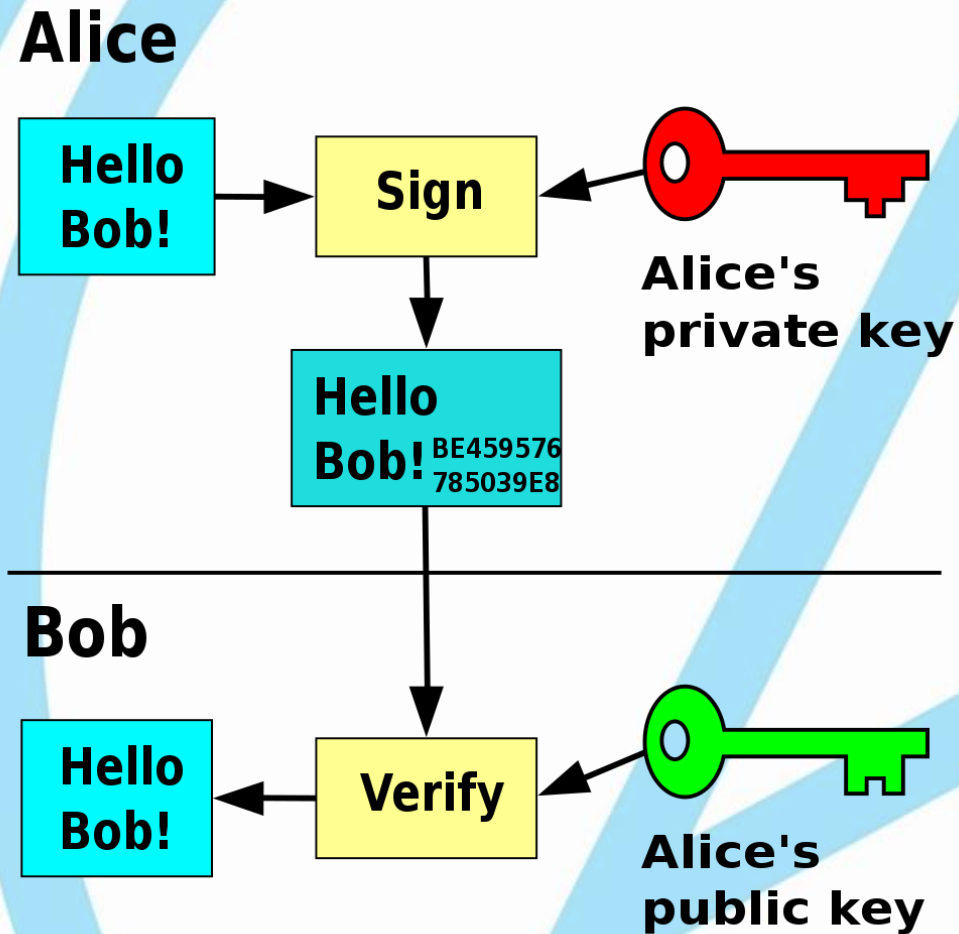 Alice
Hello
Bob!
Sign
Alice's
private key
Hello
Bob! BE459576
785039E8
Bob
Hello
Bob!
Verify
Alice's
public key